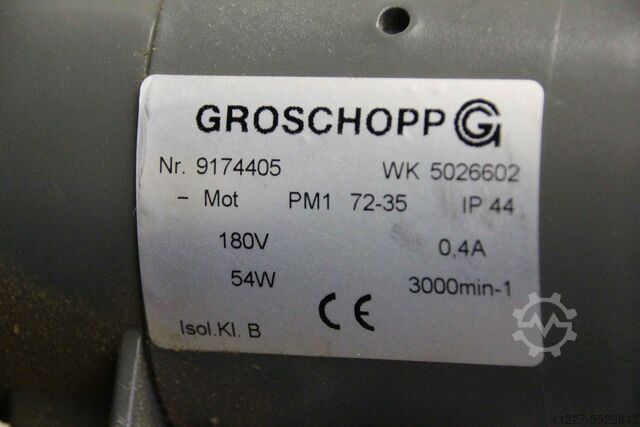 GROSCHOPP G
Nr. 9174405 WK 5026602
– Mot PM1 72-35 IP 44
180V 0,4A
54W 3000min-1
Isol.Kl. B CE
41227-5929843